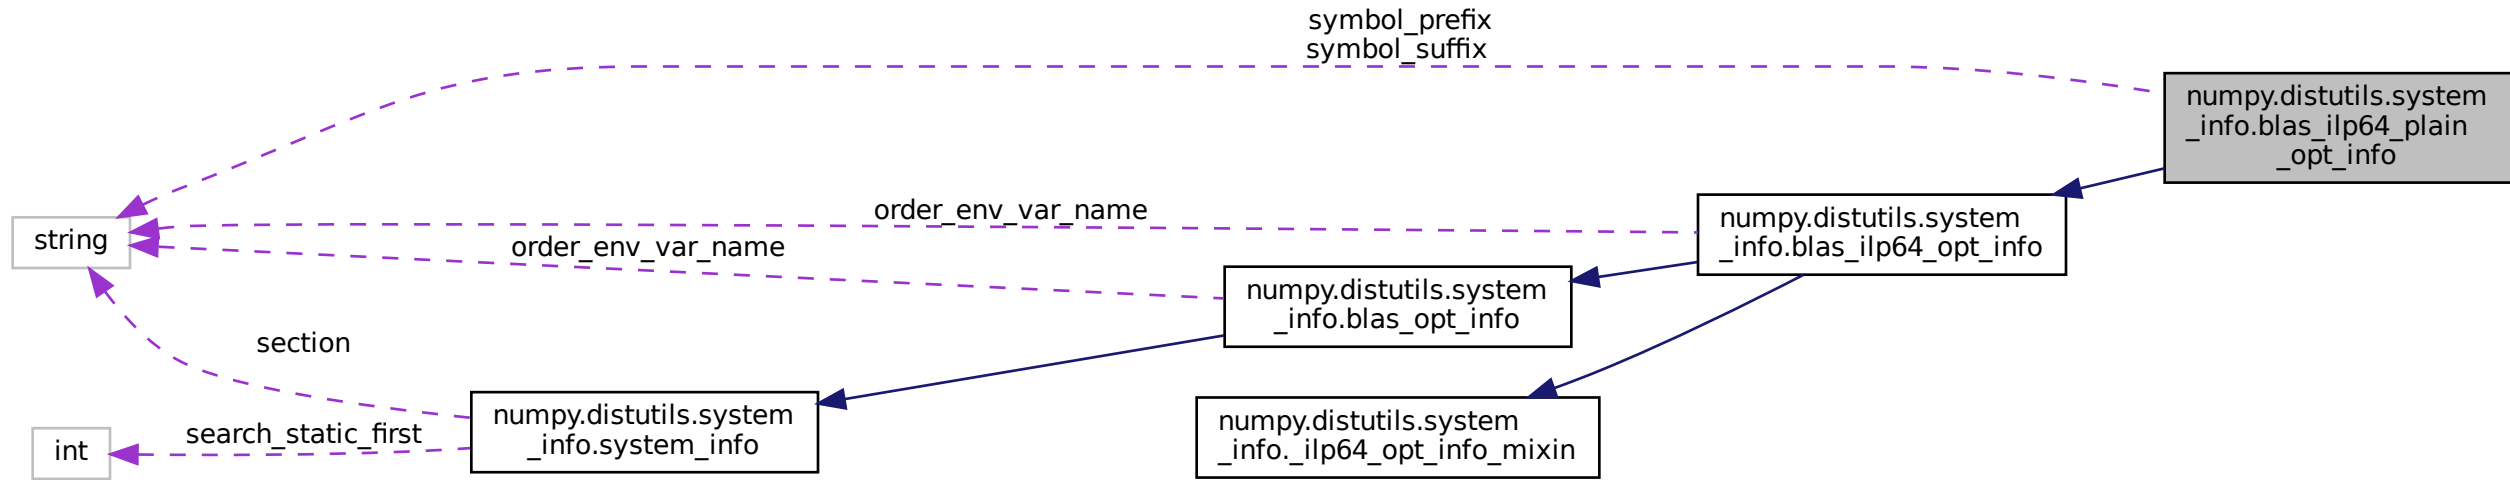 symbol_prefix
symbol_suffix
numpy.distutils.system
_info.blas_ilp64_plain
_opt_info
order_env_var_name
numpy.distutils.system
_info.blas_ilp64_opt_info
string
order_env_var_name
numpy.distutils.system
_info.blas_opt_info
section
numpy.distutils.system
_info.system_info
search_static_first
int
numpy.distutils.system
_info._ilp64_opt_info_mixin